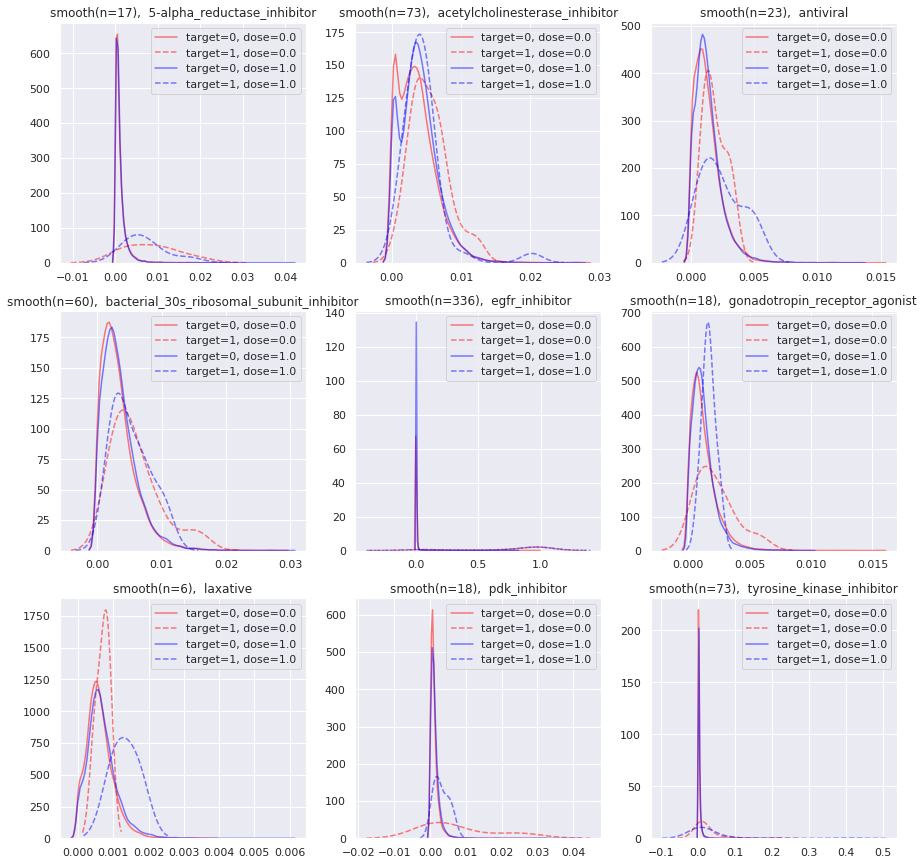 smooth(n=17),  5-alpha_reductase_inhibitor
target=0, dose=0.0
target=1, dose=0.0
target=0, dose=1.0
target=1, dose=1.0
600
500
400
300
200
100
0
−0.01 0.00 0.01 0.02 0.03 0.04
smooth(n=73),  acetylcholinesterase_inhibitor
target=0, dose=0.0
target=1, dose=0.0
target=0, dose=1.0
target=1, dose=1.0
175
150
125
100
75
50
25
0
0.00 0.01 0.02 0.03
smooth(n=23),  antiviral
target=0, dose=0.0
target=1, dose=0.0
target=0, dose=1.0
target=1, dose=1.0
500
400
300
200
100
0
0.000 0.005 0.010 0.015
smooth(n=60),  bacterial_30s_ribosomal_subunit_inhibitor
target=0, dose=0.0
target=1, dose=0.0
target=0, dose=1.0
target=1, dose=1.0
175
150
125
100
75
50
25
0
0.00 0.01 0.02 0.03
smooth(n=336),  egfr_inhibitor
target=0, dose=0.0
target=1, dose=0.0
target=0, dose=1.0
target=1, dose=1.0
140
120
100
80
60
40
20
0
0.0 0.5 1.0
smooth(n=18),  gonadotropin_receptor_agonist
target=0, dose=0.0
target=1, dose=0.0
target=0, dose=1.0
target=1, dose=1.0
700
600
500
400
300
200
100
0
0.000 0.005 0.010 0.015
smooth(n=6),  laxative
target=0, dose=0.0
target=1, dose=0.0
target=0, dose=1.0
target=1, dose=1.0
1750
1500
1250
1000
750
500
250
0
0.000 0.001 0.002 0.003 0.004 0.005 0.006
smooth(n=18),  pdk_inhibitor
target=0, dose=0.0
target=1, dose=0.0
target=0, dose=1.0
target=1, dose=1.0
600
500
400
300
200
100
0
−0.02 −0.01 0.00 0.01 0.02 0.03 0.04
smooth(n=73),  tyrosine_kinase_inhibitor
target=0, dose=0.0
target=1, dose=0.0
target=0, dose=1.0
target=1, dose=1.0
200
150
100
50
0
−0.1 0.0 0.1 0.2 0.3 0.4 0.5